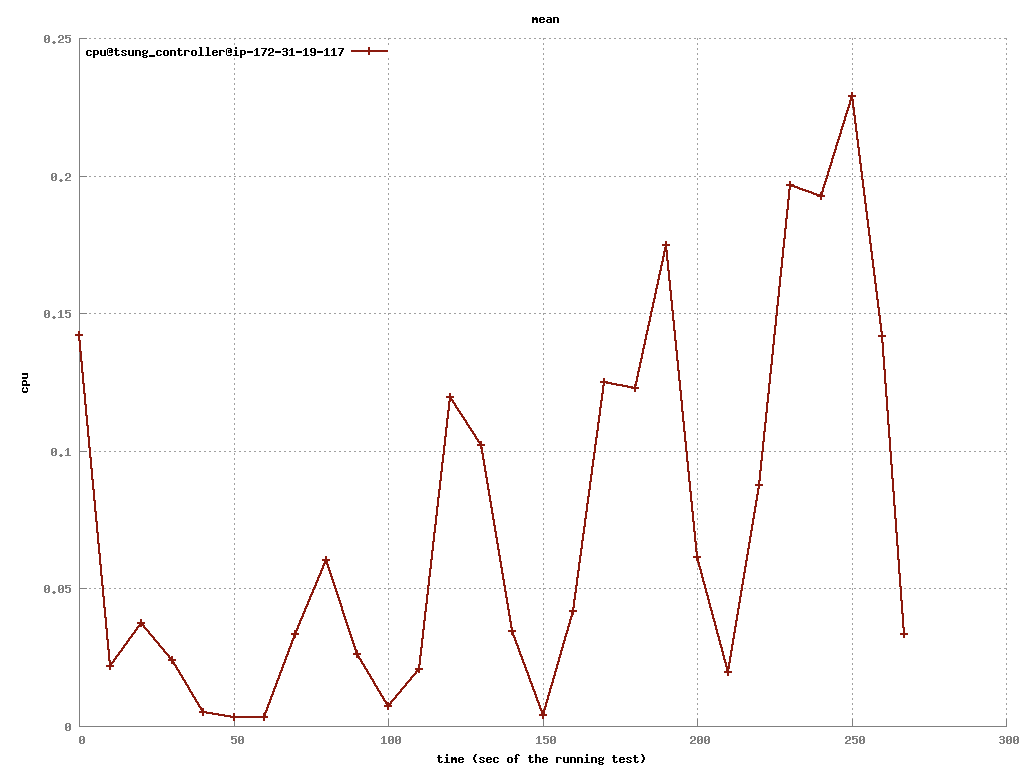 mean
0.25
cpu@tsung_controller@ip-172-31-19-117
0.2
0.15
cpu
0.1
0.05
0
0 50 100 150 200 250 300
time (sec of the running test)